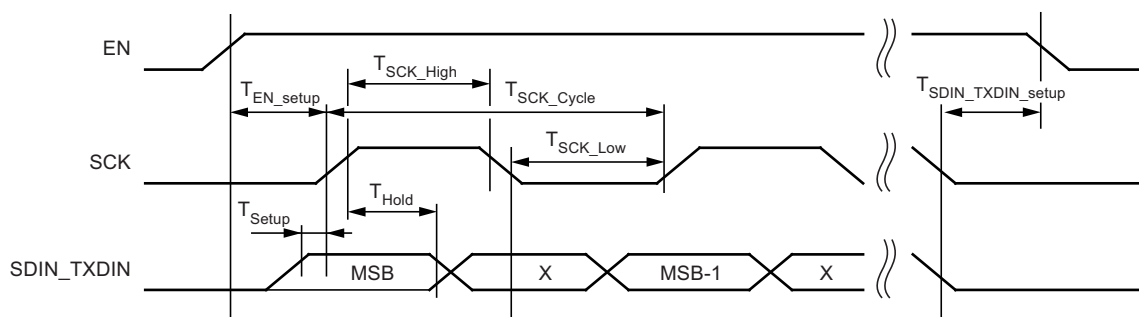 EN
T_SCK_High
T_EN_setup
T_SCK_Cycle
T_SDIN_TXDIN_setup
SCK
T_SCK_Low
T_Hold
T_Setup
SDIN_TXDIN
MSB
X
MSB-1
X